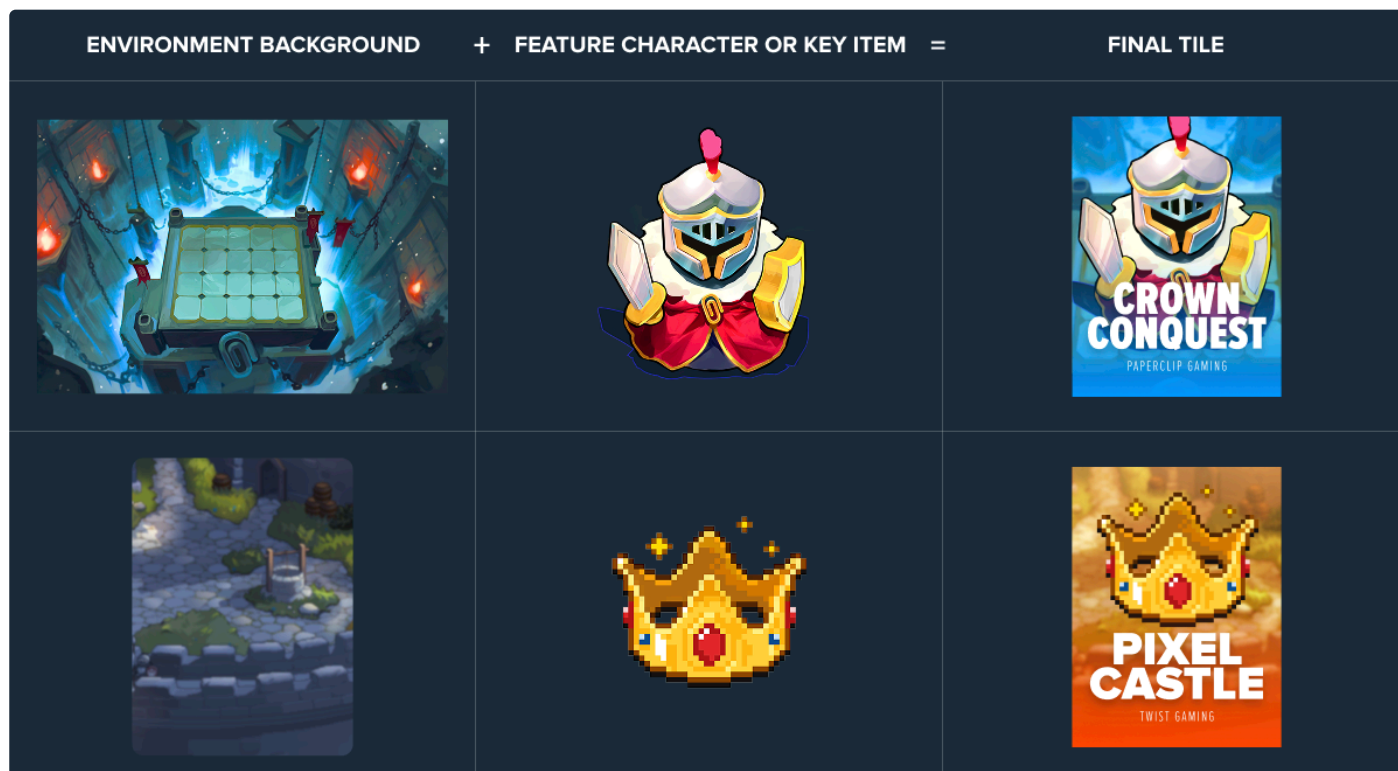 ENVIRONMENT BACKGROUND + FEATURE CHARACTER OR KEY ITEM = FINAL TILE
CROWN
CONQUEST
PAPERCLIP GAMING
PIXEL
CASTLE
TWIST GAMING